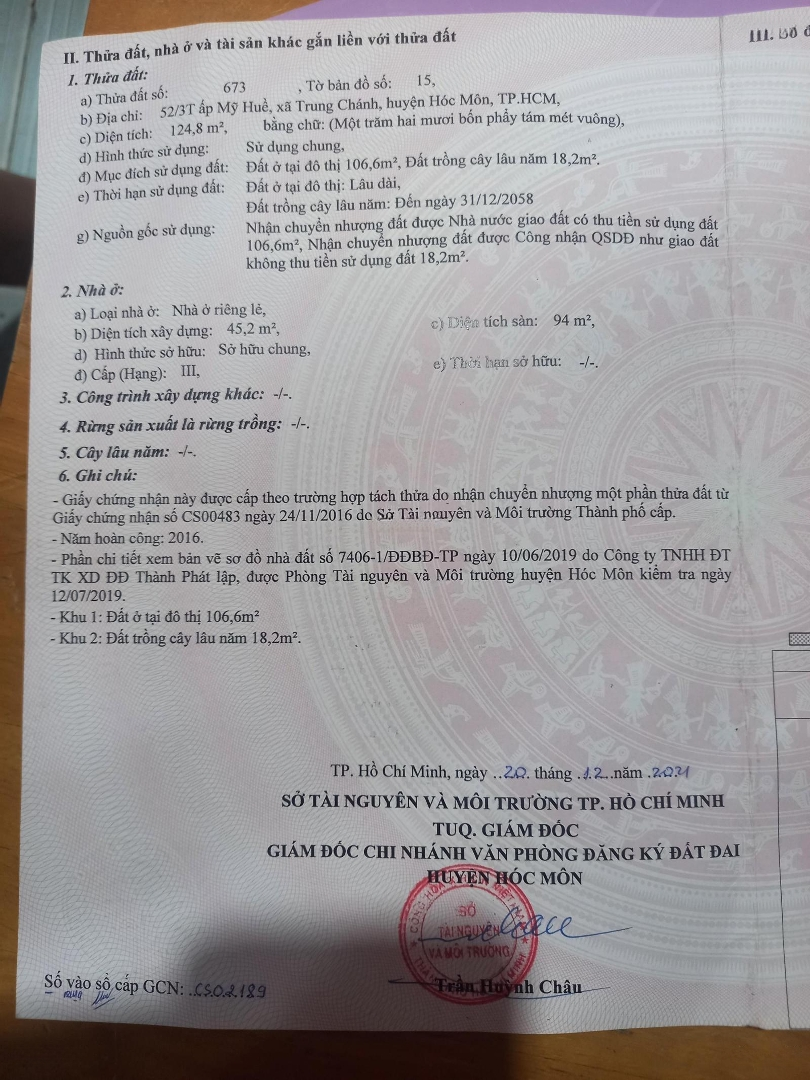 II. Thửa đất, nhà ở và tài sản khác gắn liền với thửa đất
1. Thửa đất:
a) Thửa đất số: 673 , Tờ bản đồ số: 15,
b) Địa chỉ: 52/3T ấp Mỹ Huề, xã Trung Chánh, huyện Hóc Môn, TP.HCM,
c) Diện tích: 124,8 m², bằng chữ: (Một trăm hai mươi bốn phẩy tám mét vuông),
d) Hình thức sử dụng: Sử dụng chung,
đ) Mục đích sử dụng đất: Đất ở tại đô thị 106,6m², Đất trồng cây lâu năm 18,2m².
e) Thời hạn sử dụng đất: Đất ở tại đô thị: Lâu dài,
Đất trồng cây lâu năm: Đến ngày 31/12/2058
g) Nguồn gốc sử dụng: Nhận chuyển nhượng đất được Nhà nước giao đất có thu tiền sử dụng đất
106,6m², Nhận chuyển nhượng đất được Công nhận QSDĐ như giao đất
không thu tiền sử dụng đất 18,2m².
2. Nhà ở:
a) Loại nhà ở: Nhà ở riêng lẻ,
b) Diện tích xây dựng: 45,2 m², c) Diện tích sàn: 94 m²,
d) Hình thức sở hữu: Sở hữu chung,
đ) Cấp (Hạng): III, e) Thời hạn sở hữu: -/-.
3. Công trình xây dựng khác: -/-.
4. Rừng sản xuất là rừng trồng: -/-.
5. Cây lâu năm: -/-.
6. Ghi chú:
- Giấy chứng nhận này được cấp theo trường hợp tách thửa do nhận chuyển nhượng một phần thửa đất từ
Giấy chứng nhận số CS00483 ngày 24/11/2016 do Sở Tài nguyên và Môi trường Thành phố cấp.
- Năm hoàn công: 2016.
- Phần chi tiết xem bản vẽ sơ đồ nhà đất số 7406-1/ĐĐBĐ-TP ngày 10/06/2019 do Công ty TNHH ĐT
TK XD ĐĐ Thành Phát lập, được Phòng Tài nguyên và Môi trường huyện Hóc Môn kiểm tra ngày
12/07/2019.
- Khu 1: Đất ở tại đô thị 106,6m²
- Khu 2: Đất trồng cây lâu năm 18,2m².
TP. Hồ Chí Minh, ngày ..20. tháng .12..năm .2021
SỞ TÀI NGUYÊN VÀ MÔI TRƯỜNG TP. HỒ CHÍ MINH
TUQ. GIÁM ĐỐC
GIÁM ĐỐC CHI NHÁNH VĂN PHÒNG ĐĂNG KÝ ĐẤT ĐAI
HUYỆN HÓC MÔN
SỞ
TÀI NGUYÊN
VÀ MÔI TRƯỜNG
Trần Huỳnh Châu
Số vào sổ cấp GCN: .CS02189
III. Sơ đ